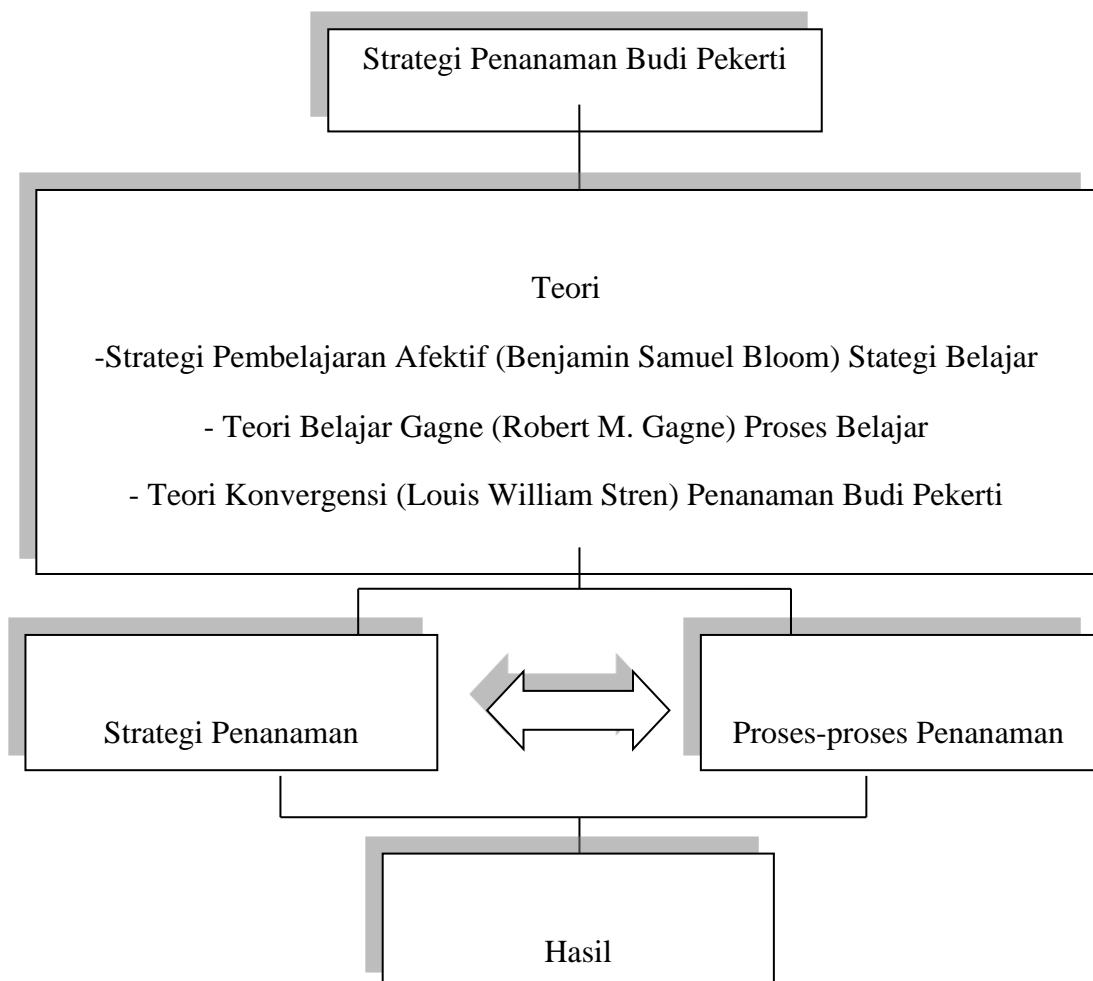 Strategi Penanaman Budi Pekerti
Teori
-Strategi Pembelajaran Afektif (Benjamin Samuel Bloom) Stategi Belajar
- Teori Belajar Gagne (Robert M. Gagne) Proses Belajar
- Teori Konvergensi (Louis William Stren) Penanaman Budi Pekerti
Strategi Penanaman
Proses-proses Penanaman
Hasil